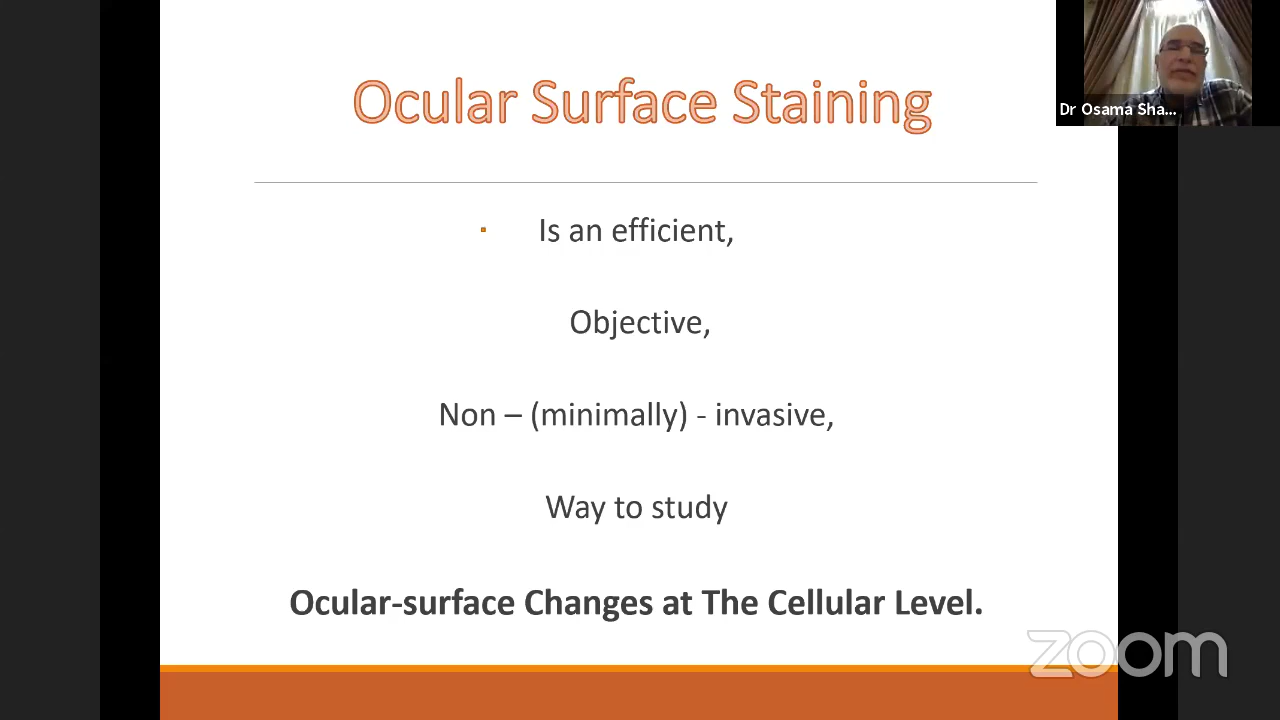 Ocular Surface Staining
Dr Osama Sha...
Is an efficient,
Objective,
Non – (minimally) - invasive,
Way to study
Ocular-surface Changes at The Cellular Level.
zoom